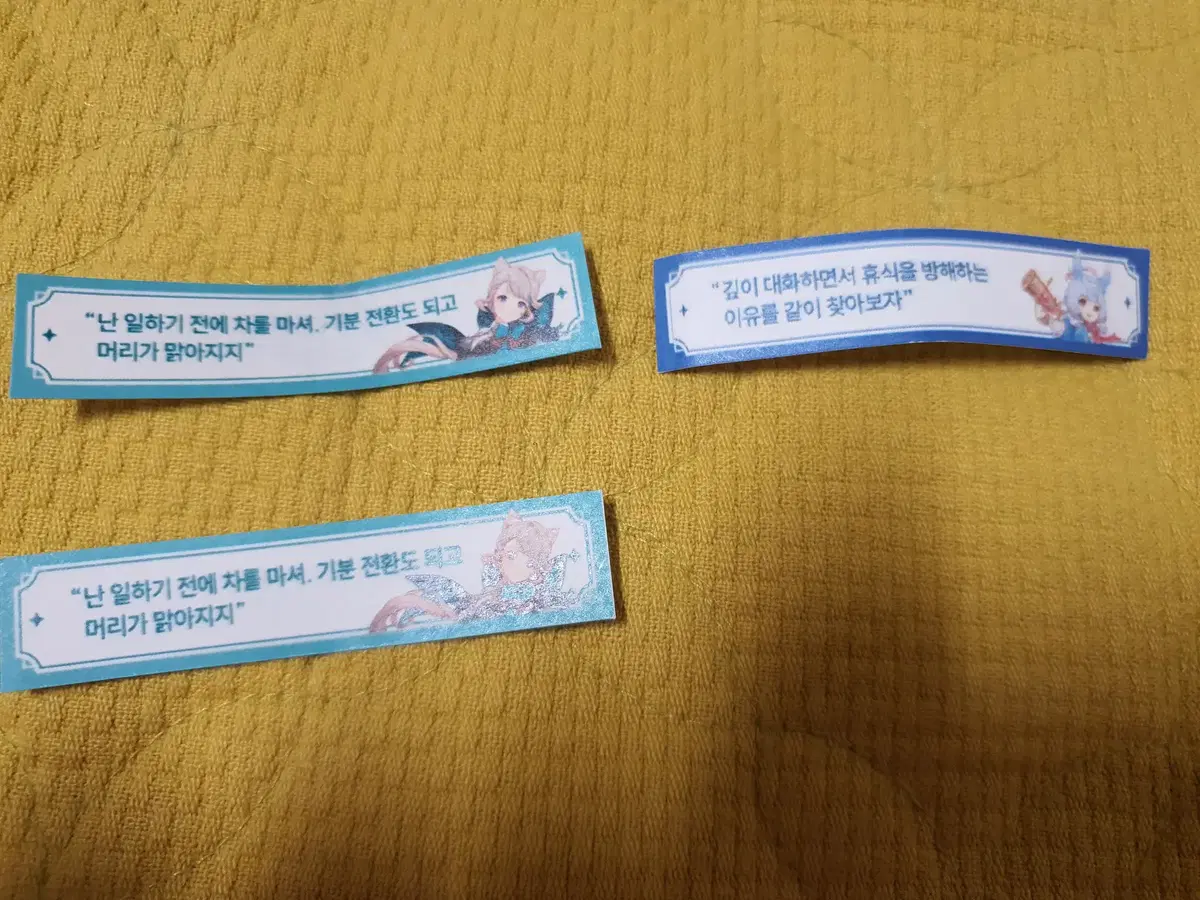 “난 일하기 전에 차를 마셔. 기분 전환도 되고
머리가 맑아지지”
“깊이 대화하면서 휴식을 방해하는
이유를 같이 찾아보자”
“난 일하기 전에 차를 마셔. 기분 전환도 되고
머리가 맑아지지”